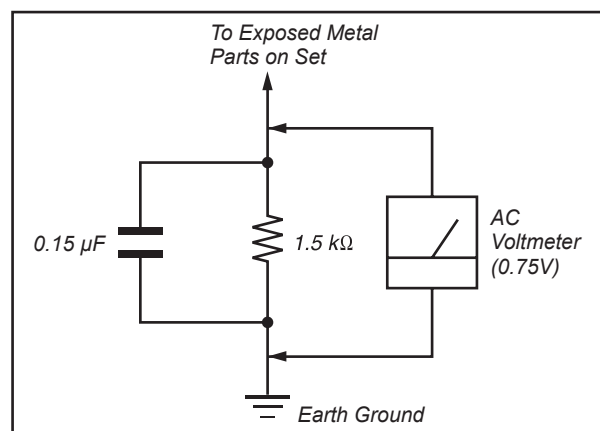 To Exposed Metal
Parts on Set
0.15 µF
1.5 kΩ
AC
Voltmeter
(0.75V)
Earth Ground